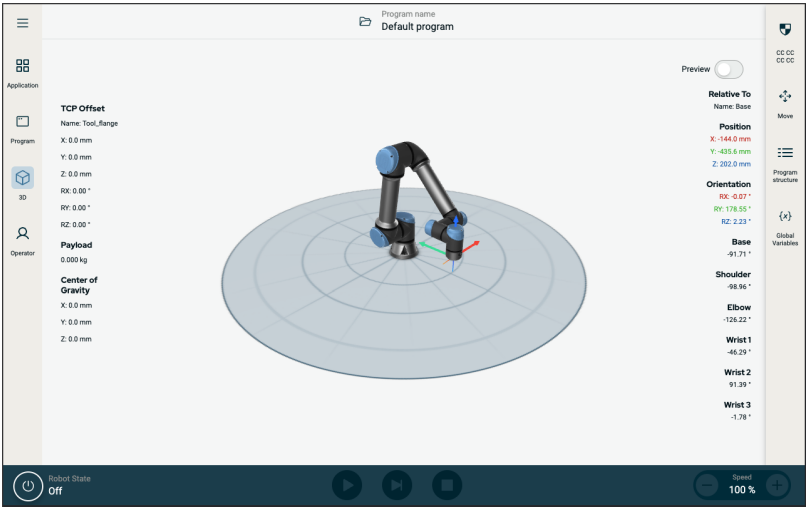 Program name
Default program
Application
Program
3D
Operator
TCP Offset
Name: Tool_flange
X: 0.0 mm
Y: 0.0 mm
Z: 0.0 mm
RX: 0.00 °
RY: 0.00 °
RZ: 0.00 °
Payload
0.000 kg
Center of
Gravity
X: 0.0 mm
Y: 0.0 mm
Z: 0.0 mm
Preview
Relative To
Name: Base
Position
X: -144.0 mm
Y: -435.6 mm
Z: 202.0 mm
Orientation
RX: -0.07 °
RY: 178.55 °
RZ: 2.23 °
Base
-91.71 °
Shoulder
-98.96 °
Elbow
-126.22 °
Wrist 1
-46.29 °
Wrist 2
91.39 °
Wrist 3
-1.78 °
CC CC
CC CC
Move
Program
structure
{x}
Global
Variables
Robot State
Off
Speed
100 %